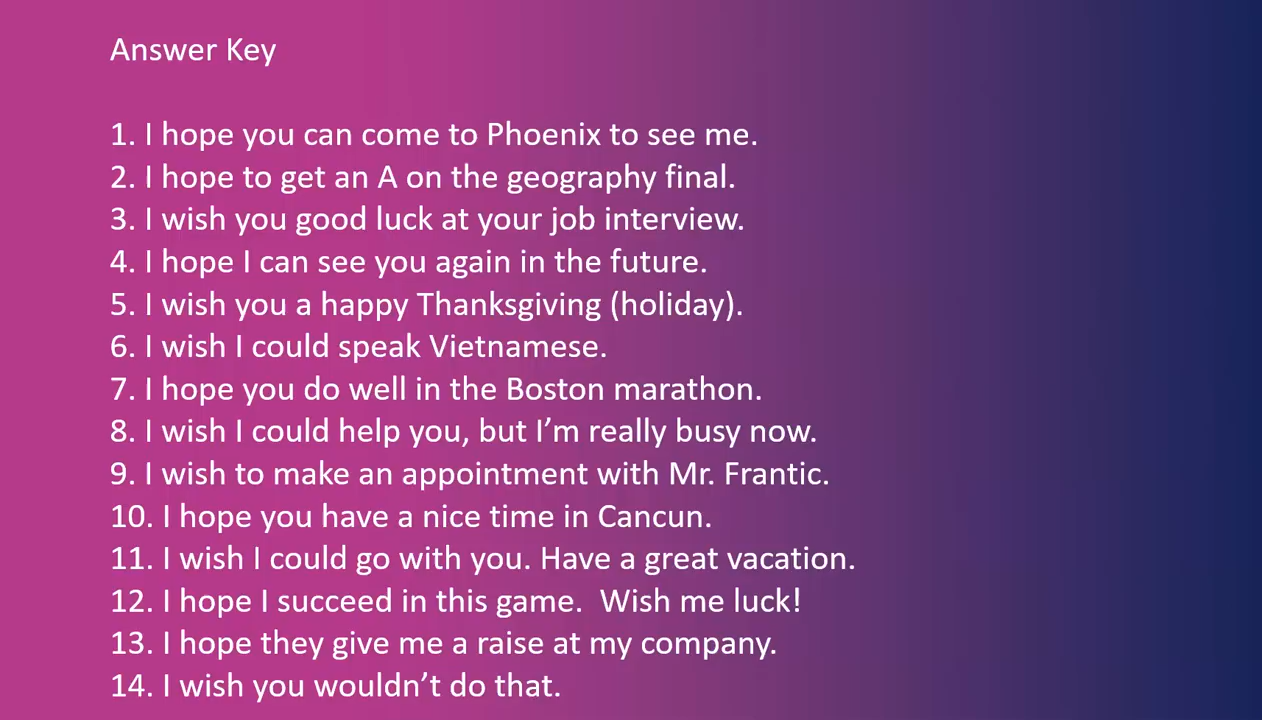 Answer Key
1. I hope you can come to Phoenix to see me.
2. I hope to get an A on the geography final.
3. I wish you good luck at your job interview.
4. I hope I can see you again in the future.
5. I wish you a happy Thanksgiving (holiday).
6. I wish I could speak Vietnamese.
7. I hope you do well in the Boston marathon.
8. I wish I could help you, but I’m really busy now.
9. I wish to make an appointment with Mr. Frantic.
10. I hope you have a nice time in Cancun.
11. I wish I could go with you. Have a great vacation.
12. I hope I succeed in this game.  Wish me luck!
13. I hope they give me a raise at my company.
14. I wish you wouldn’t do that.